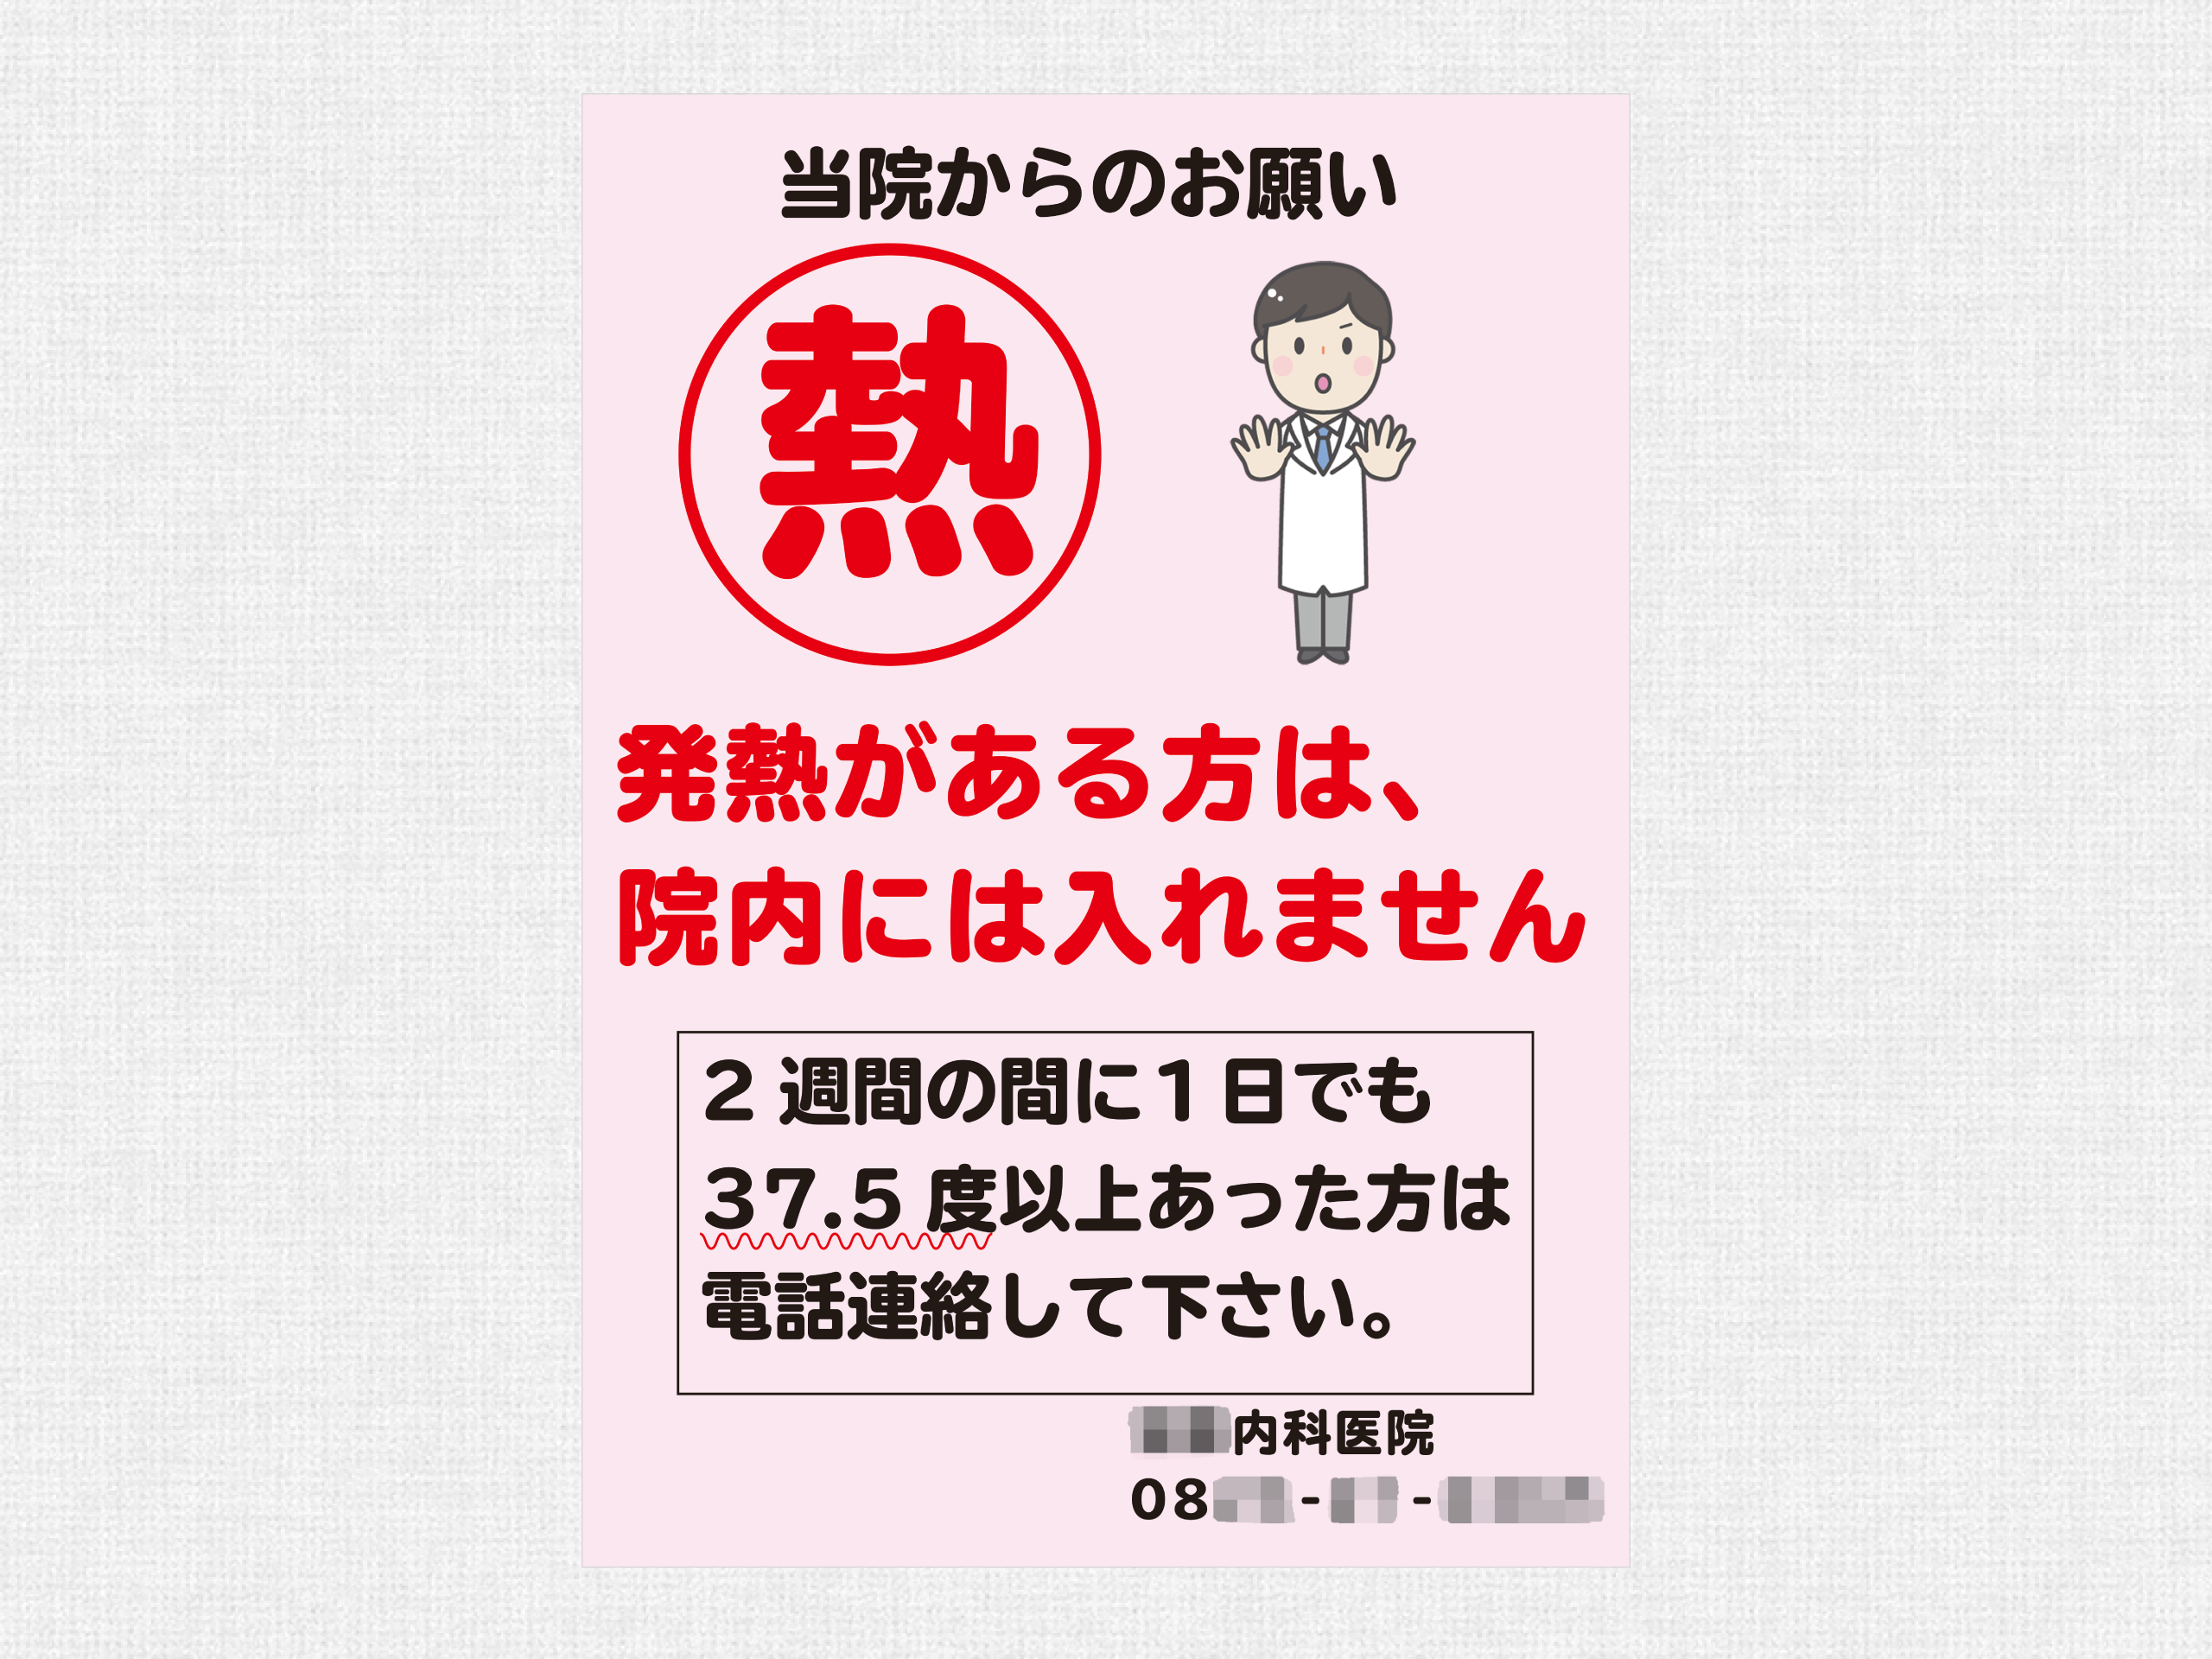 当院からのお願い
熱
発熱がある方は、
院内には入れません
2週間の間に1日でも
37.5度以上あった方は
電話連絡して下さい。
内科医院
08 - -